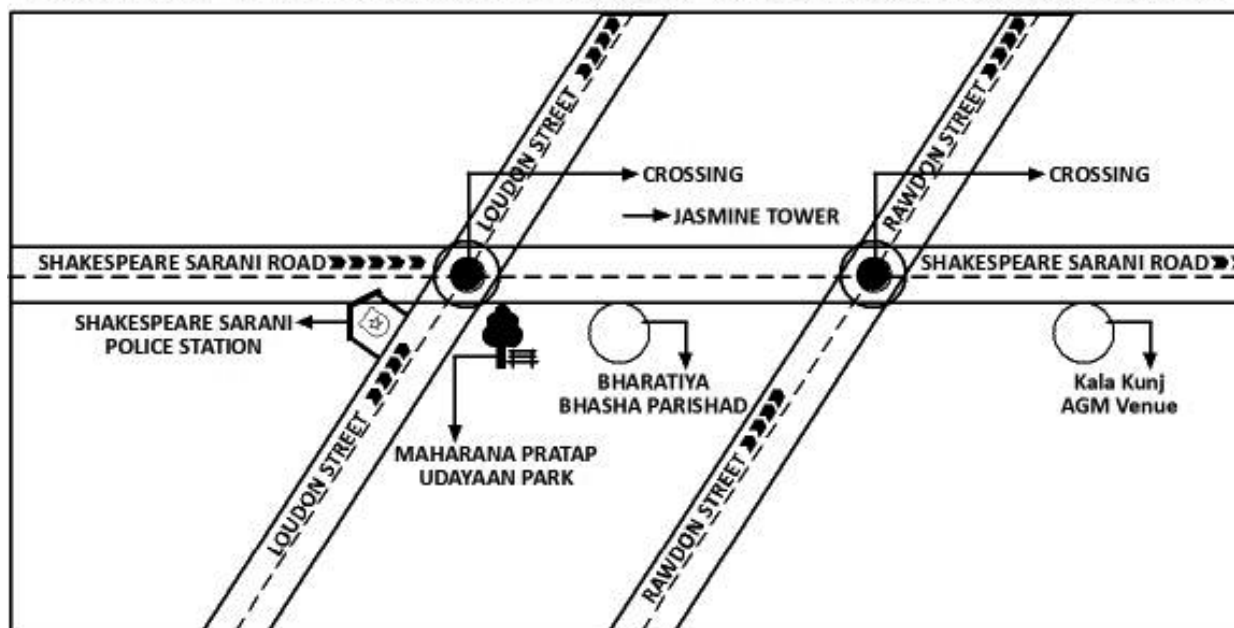 LOUDON STREET
RAWDON STREET
CROSSING
CROSSING
JASMINE TOWER
SHAKESPEARE SARANI ROAD
SHAKESPEARE SARANI ROAD
SHAKESPEARE SARANI
POLICE STATION
BHARATIYA
BHASHA PARISHAD
Kala Kunj
AGM Venue
MAHARANA PRATAP
UDAYAAN PARK
LOUDON STREET
RAWDON STREET